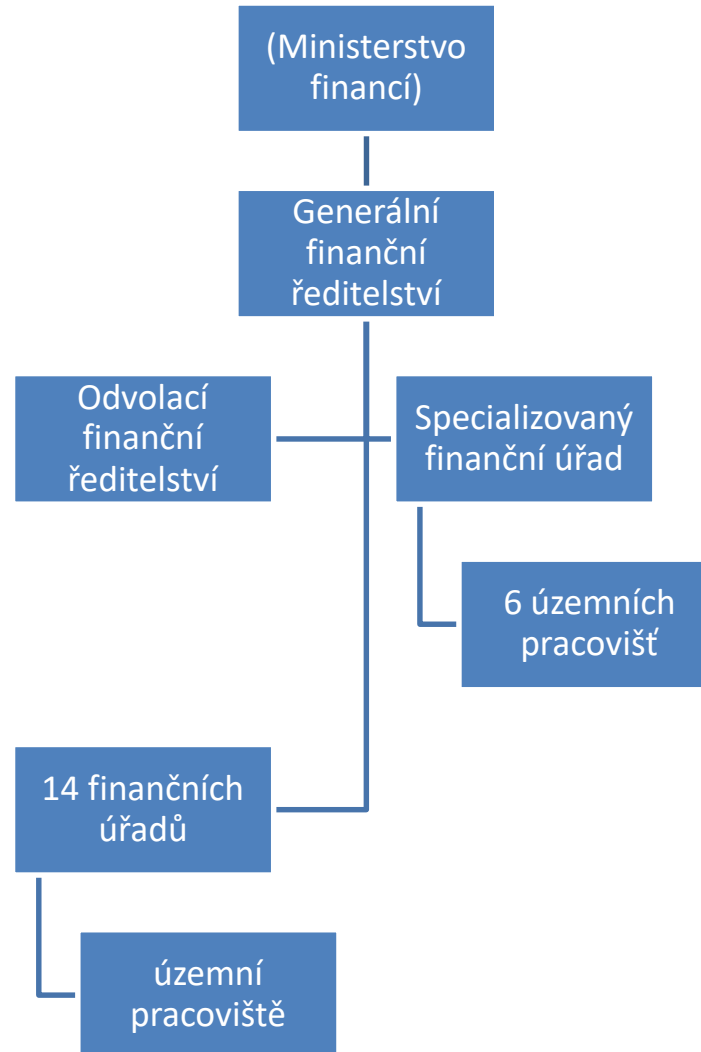 (Ministerstvo
financí)
Generální
finanční
ředitelství
Odvolací
finanční
ředitelství
Specializovaný
finanční úřad
6 územních
pracovišť
14 finančních
úřadů
územní
pracoviště